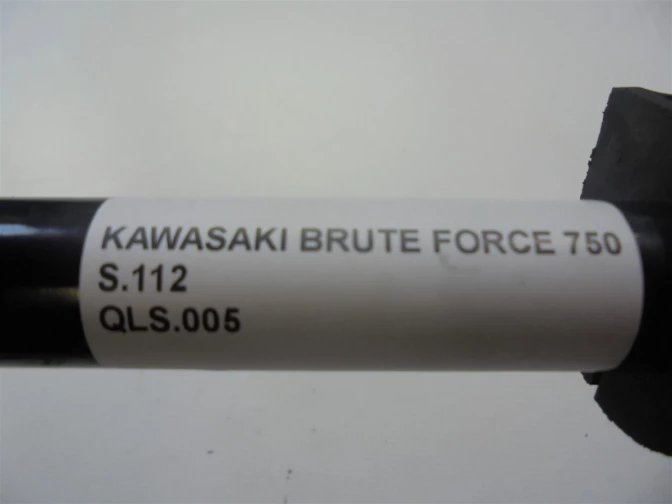 KAWASAKI BRUTE FORCE 750
S.112
QLS.005